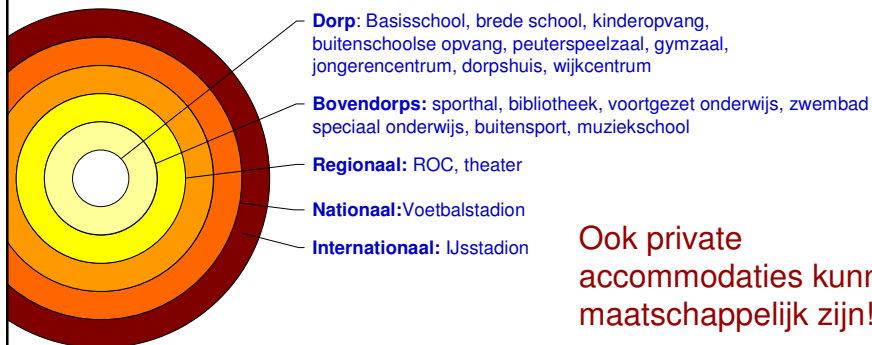 Dorp: Basisschool, brede school, kinderopvang,
buitenschoolse opvang, peuterspeelzaal, gymzaal,
jongerencentrum, dorpshuis, wijkcentrum
Bovendorps: sporthal, bibliotheek, voortgezet onderwijs, zwembad
speciaal onderwijs, buitensport, muziekschool
Regionaal: ROC, theater
Nationaal:Voetbalstadion
Internationaal: IJsstadion
Ook private
accommodaties
maatschappelijk zijn!